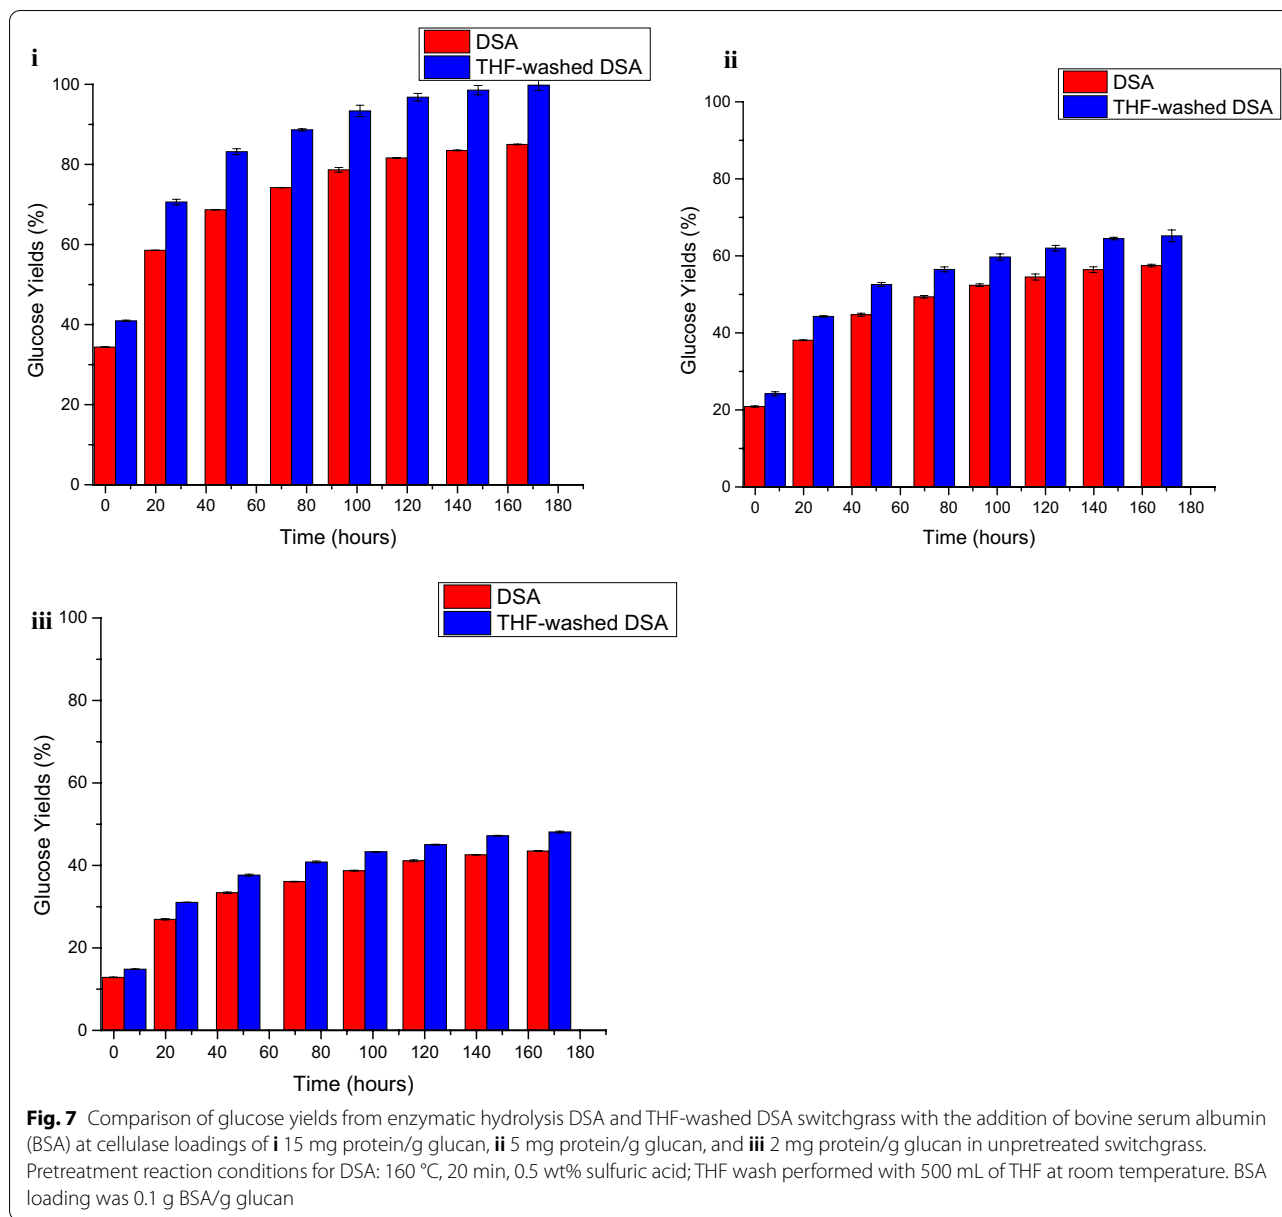 i
DSA
THF-washed DSA
100
80
60
40
20
0
Glucose Yields (%)
0 20 40 60 80 100 120 140 160 180
Time (hours)
ii
DSA
THF-washed DSA
100
80
60
40
20
0
Glucose Yields (%)
0 20 40 60 80 100 120 140 160 180
Time (hours)
iii
DSA
THF-washed DSA
100
80
60
40
20
0
Glucose Yields (%)
0 20 40 60 80 100 120 140 160 180
Time (hours)
Fig. 7 Comparison of glucose yields from enzymatic hydrolysis DSA and THF-washed DSA switchgrass with the addition of bovine serum albumin
(BSA) at cellulase loadings of i 15 mg protein/g glucan, ii 5 mg protein/g glucan, and iii 2 mg protein/g glucan in unpretreated switchgrass.
Pretreatment reaction conditions for DSA: 160 °C, 20 min, 0.5 wt% sulfuric acid; THF wash performed with 500 mL of THF at room temperature. BSA
loading was 0.1 g BSA/g glucan